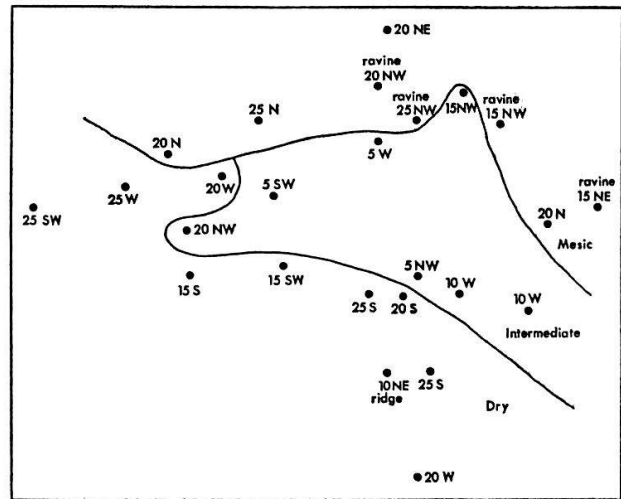 20 NE
ravine
20 NW
ravine
25 NW
15NW
ravine
15 NW
25 N
5 W
20 N
20 W
5 SW
25 W
25 SW
ravine
15 NE
20 N
20 NW
Mesic
15 S
15 SW
5 NW
25 S
20 S
10 W
10 W
Intermediate
10NE
ridge
25 S
Dry
20 W